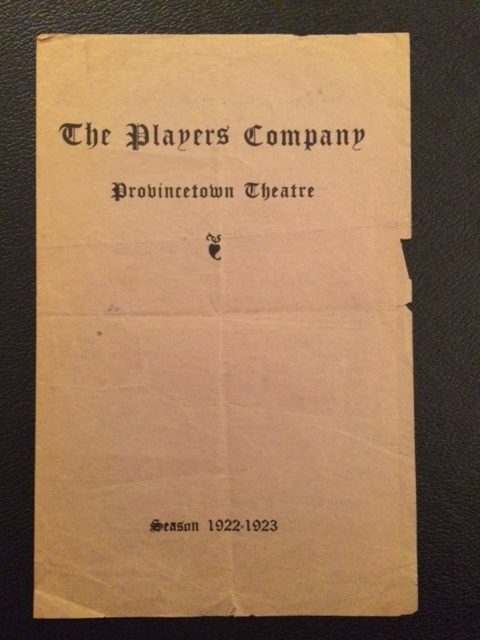 The Players Company
Provincetown Theatre
Season 1922-1923